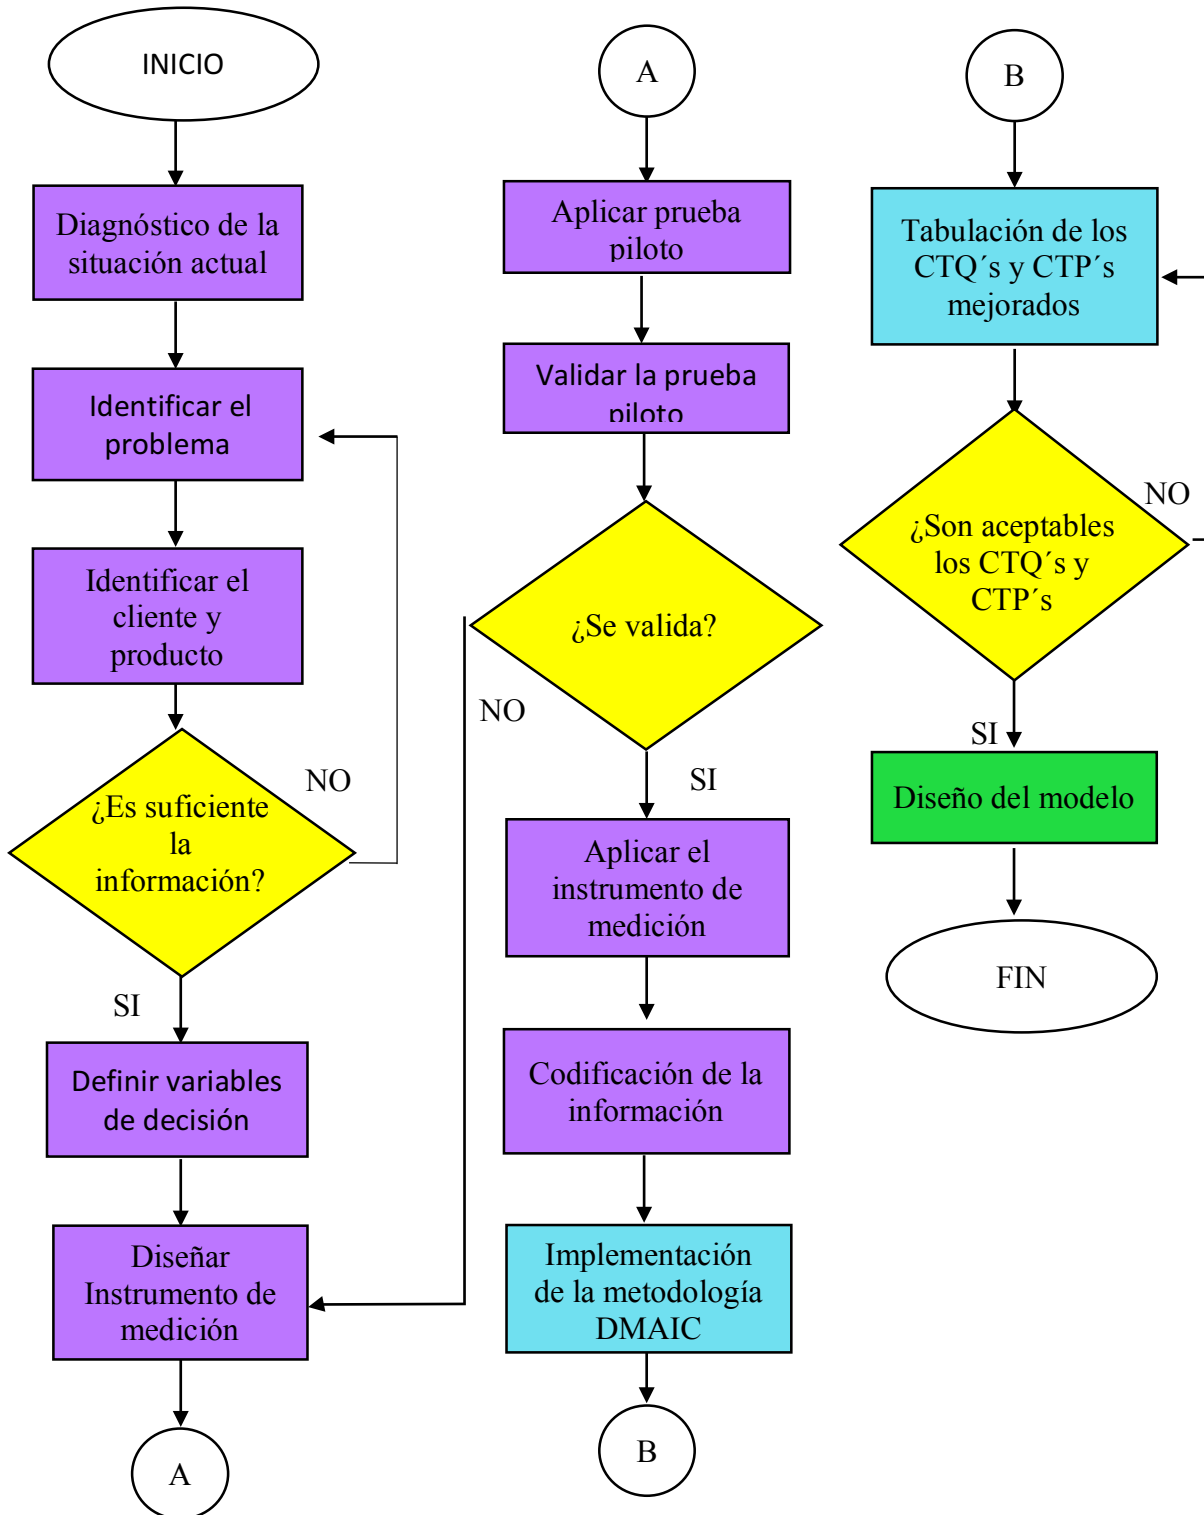 INICIO
Diagnóstico de la
situación actual
Identificar el
problema
Identificar el
cliente y
producto
¿Es suficiente
la
información?
NO
SI
Definir variables
de decisión
Diseñar
Instrumento de
medición
A
A
Aplicar prueba
piloto
Validar la prueba
piloto
¿Se valida?
NO
SI
Aplicar el
instrumento de
medición
Codificación de la
información
Implementación
de la metodología
DMAIC
B
B
Tabulación de los
CTQ´s y CTP´s
mejorados
¿Son aceptables
los CTQ´s y
CTP´s
NO
SI
Diseño del modelo
FIN